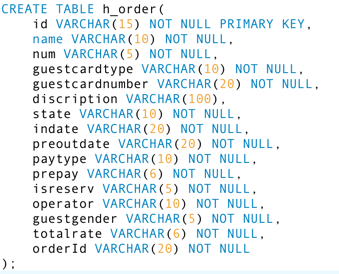 CREATE TABLE h_order(
    id VARCHAR(15) NOT NULL PRIMARY KEY,
    name VARCHAR(10) NOT NULL,
    num VARCHAR(5) NOT NULL,
    guestcardtype VARCHAR(10) NOT NULL,
    guestcardnumber VARCHAR(20) NOT NULL,
    discription VARCHAR(100),
    state VARCHAR(10) NOT NULL,
    indate VARCHAR(20) NOT NULL,
    preoutdate VARCHAR(20) NOT NULL,
    paytype VARCHAR(10) NOT NULL,
    prepay VARCHAR(6) NOT NULL,
    isreserv VARCHAR(5) NOT NULL,
    operator VARCHAR(10) NOT NULL,
    guestgender VARCHAR(5) NOT NULL,
    totalrate VARCHAR(6) NOT NULL,
    orderId VARCHAR(20) NOT NULL
);